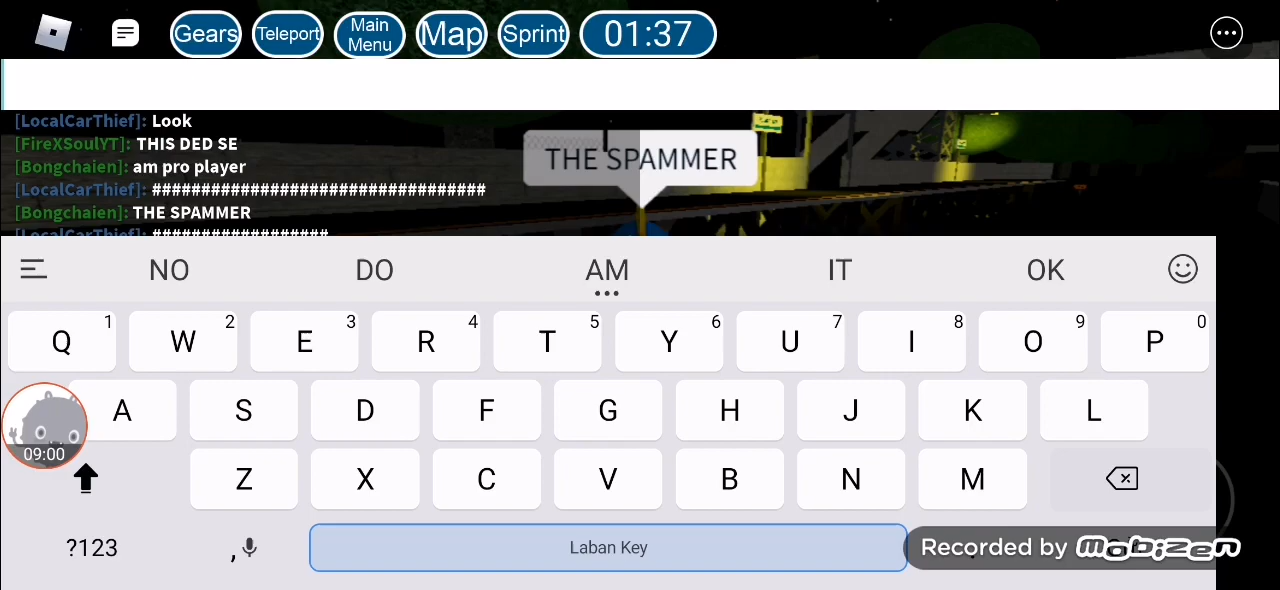 Gears Teleport Main Menu Map Sprint 01:37
[LocalCarThief]: Look
[FireXSoulYT]: THIS DED SE
[Bongchaien]: am pro player
[LocalCarThief]: ##################################
[Bongchaien]: THE SPAMMER
[LocalCarThief]: ##################
THE SPAMMER
NO DO AM IT OK
Q 1 W 2 E 3 R 4 T 5 Y 6 U 7 I 8 O 9 P 0
A S D F G H J K L
09:00
Z X C V B N M
?123 , Laban Key
Recorded by mobizen